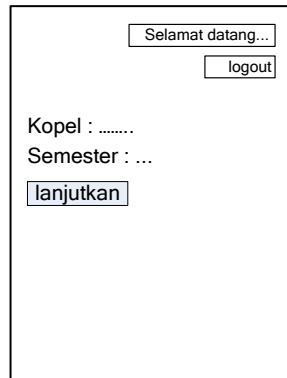 Selamat datang...
logout
Kopel : ........
Semester : ...
lanjutkan